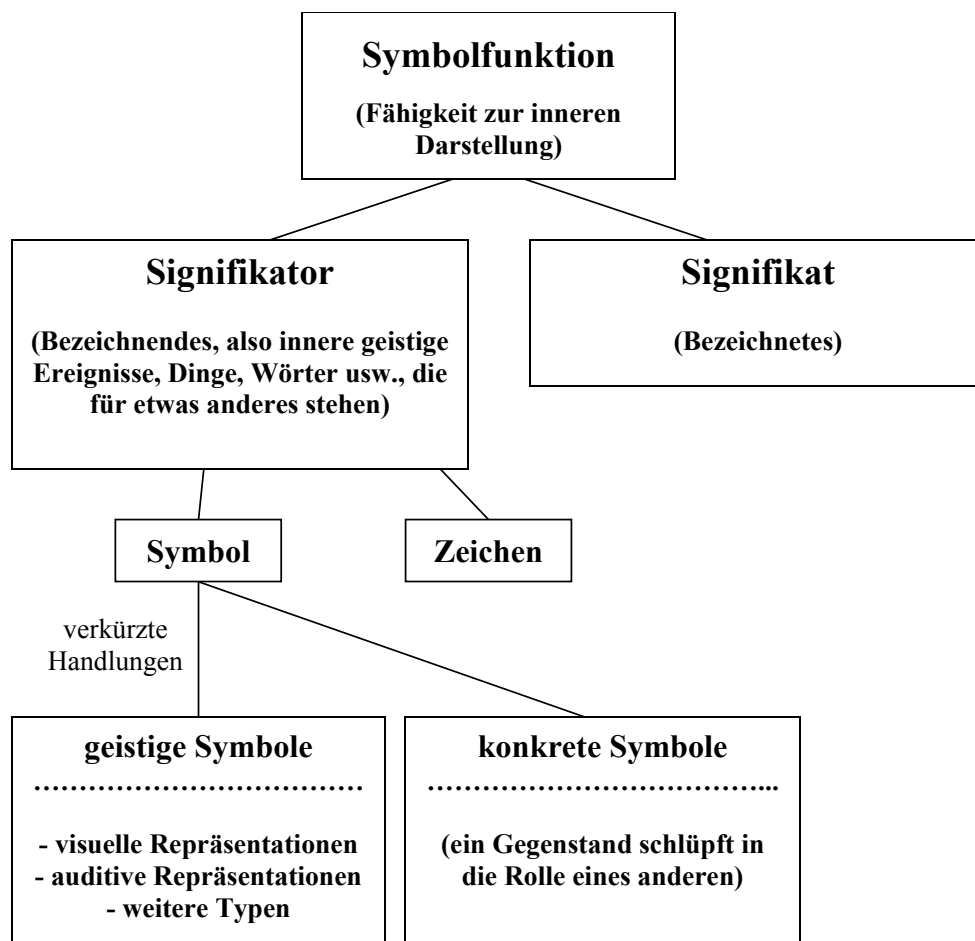 Symbolfunktion
(Fähigkeit zur inneren
Darstellung)
Signifikator
(Bezeichnendes, also innere geistige
Ereignisse, Dinge, Wörter usw., die
für etwas anderes stehen)
Signifikat
(Bezeichnetes)
Symbol
Zeichen
verkürzte
Handlungen
geistige Symbole
………………………………
- visuelle Repräsentationen
- auditive Repräsentationen
- weitere Typen
konkrete Symbole
………………………………...
(ein Gegenstand schlüpft in
die Rolle eines anderen)